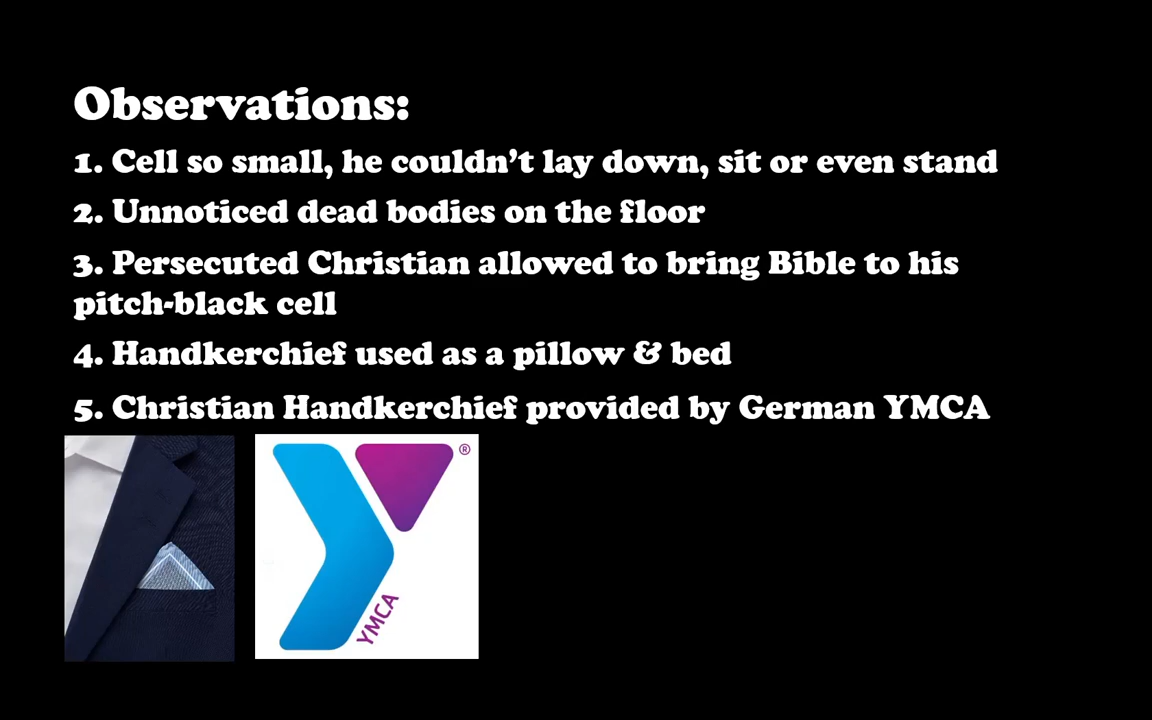 Observations:
1. Cell so small, he couldn’t lay down, sit or even stand
2. Unnoticed dead bodies on the floor
3. Persecuted Christian allowed to bring Bible to his
pitch-black cell
4. Handkerchief used as a pillow & bed
5. Christian Handkerchief provided by German YMCA
®
YMCA